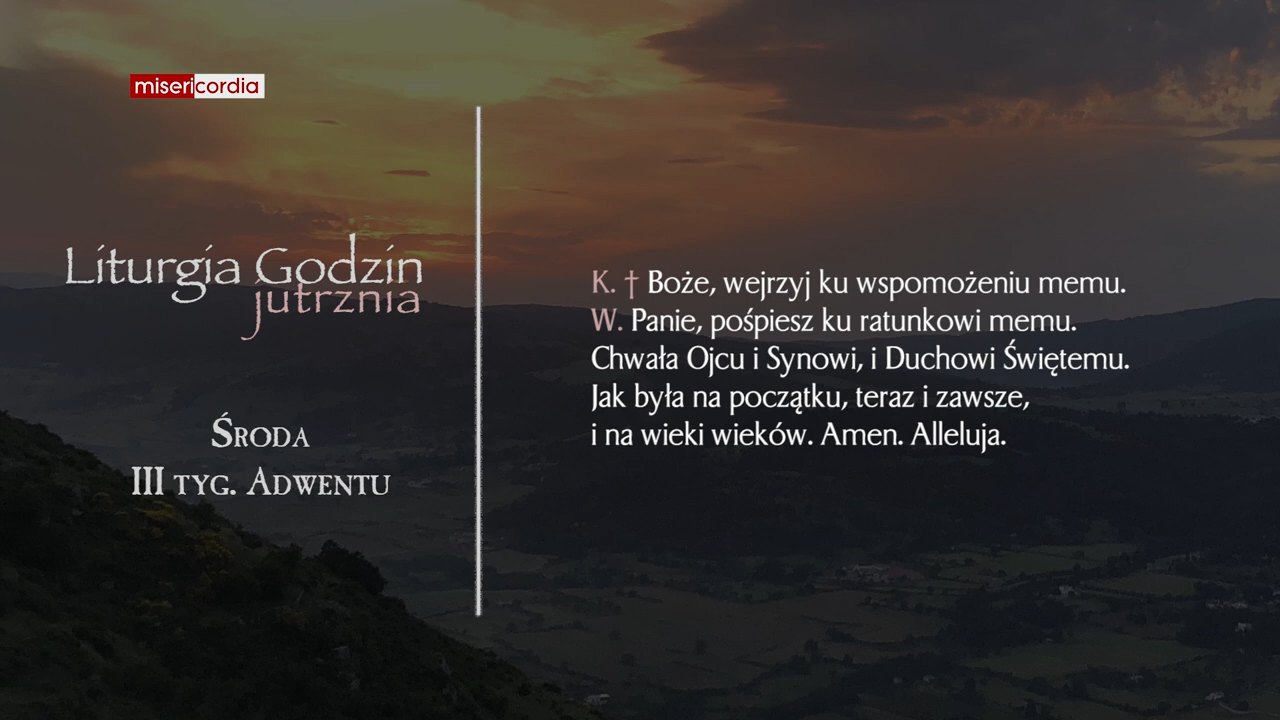 misericordia
Liturgia Godzin
jutrznia
Środa
III tyg. Adwentu
K. † Boże, wejrzyj ku wspomożeniu memu.
W. Panie, pośpiesz ku ratunkowi memu.
Chwała Ojcu i Synowi, i Duchowi Świętemu.
Jak była na początku, teraz i zawsze,
i na wieki wieków. Amen. Alleluja.